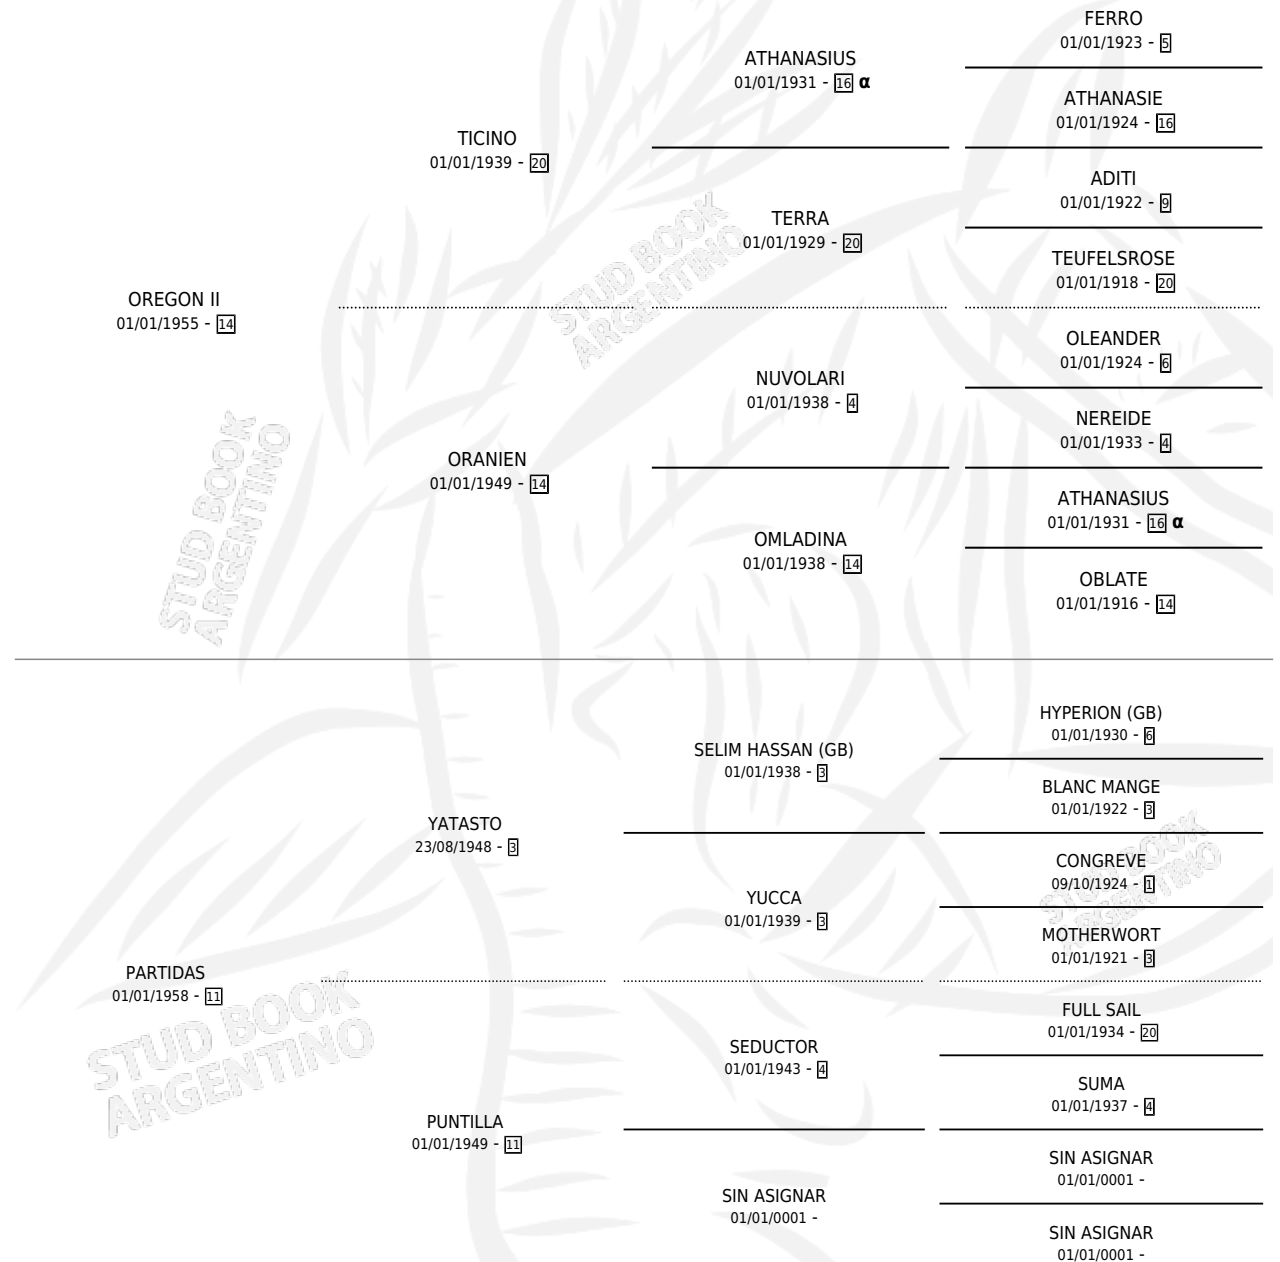 FERRO
01/01/1923 - 5
ATHANASIUS
01/01/1931 - 16 α
ATHANASIE
01/01/1924 - 16
TICINO
01/01/1939 - 20
ADITI
01/01/1922 - 9
TERRA
01/01/1929 - 20
TEUFELSROSE
01/01/1918 - 20
OREGON II
01/01/1955 - 14
OLEANDER
01/01/1924 - 6
NUVOLARI
01/01/1938 - 4
NEREIDE
01/01/1933 - 4
ORANIEN
01/01/1949 - 14
ATHANASIUS
01/01/1931 - 16 α
OMLADINA
01/01/1938 - 14
OBLATE
01/01/1916 - 14
HYPERION (GB)
01/01/1930 - 6
SELIM HASSAN (GB)
01/01/1938 - 3
BLANC MANGE
01/01/1922 - 3
YATASTO
23/08/1948 - 3
CONGREVE
09/10/1924 - 1
YUCCA
01/01/1939 - 3
MOTHERWORT
01/01/1921 - 3
PARTIDAS
01/01/1958 - 11
FULL SAIL
01/01/1934 - 20
SEDUCTOR
01/01/1943 - 4
SUMA
01/01/1937 - 4
PUNTILLA
01/01/1949 - 11
SIN ASIGNAR
01/01/0001 -
SIN ASIGNAR
01/01/0001 -
SIN ASIGNAR
01/01/0001 -
STUD BOOK
ARGENTINO
STUD BOOK
ARGENTINO
STUD BOOK
ARGENTINO
STUD BOOK
ARGENTINO